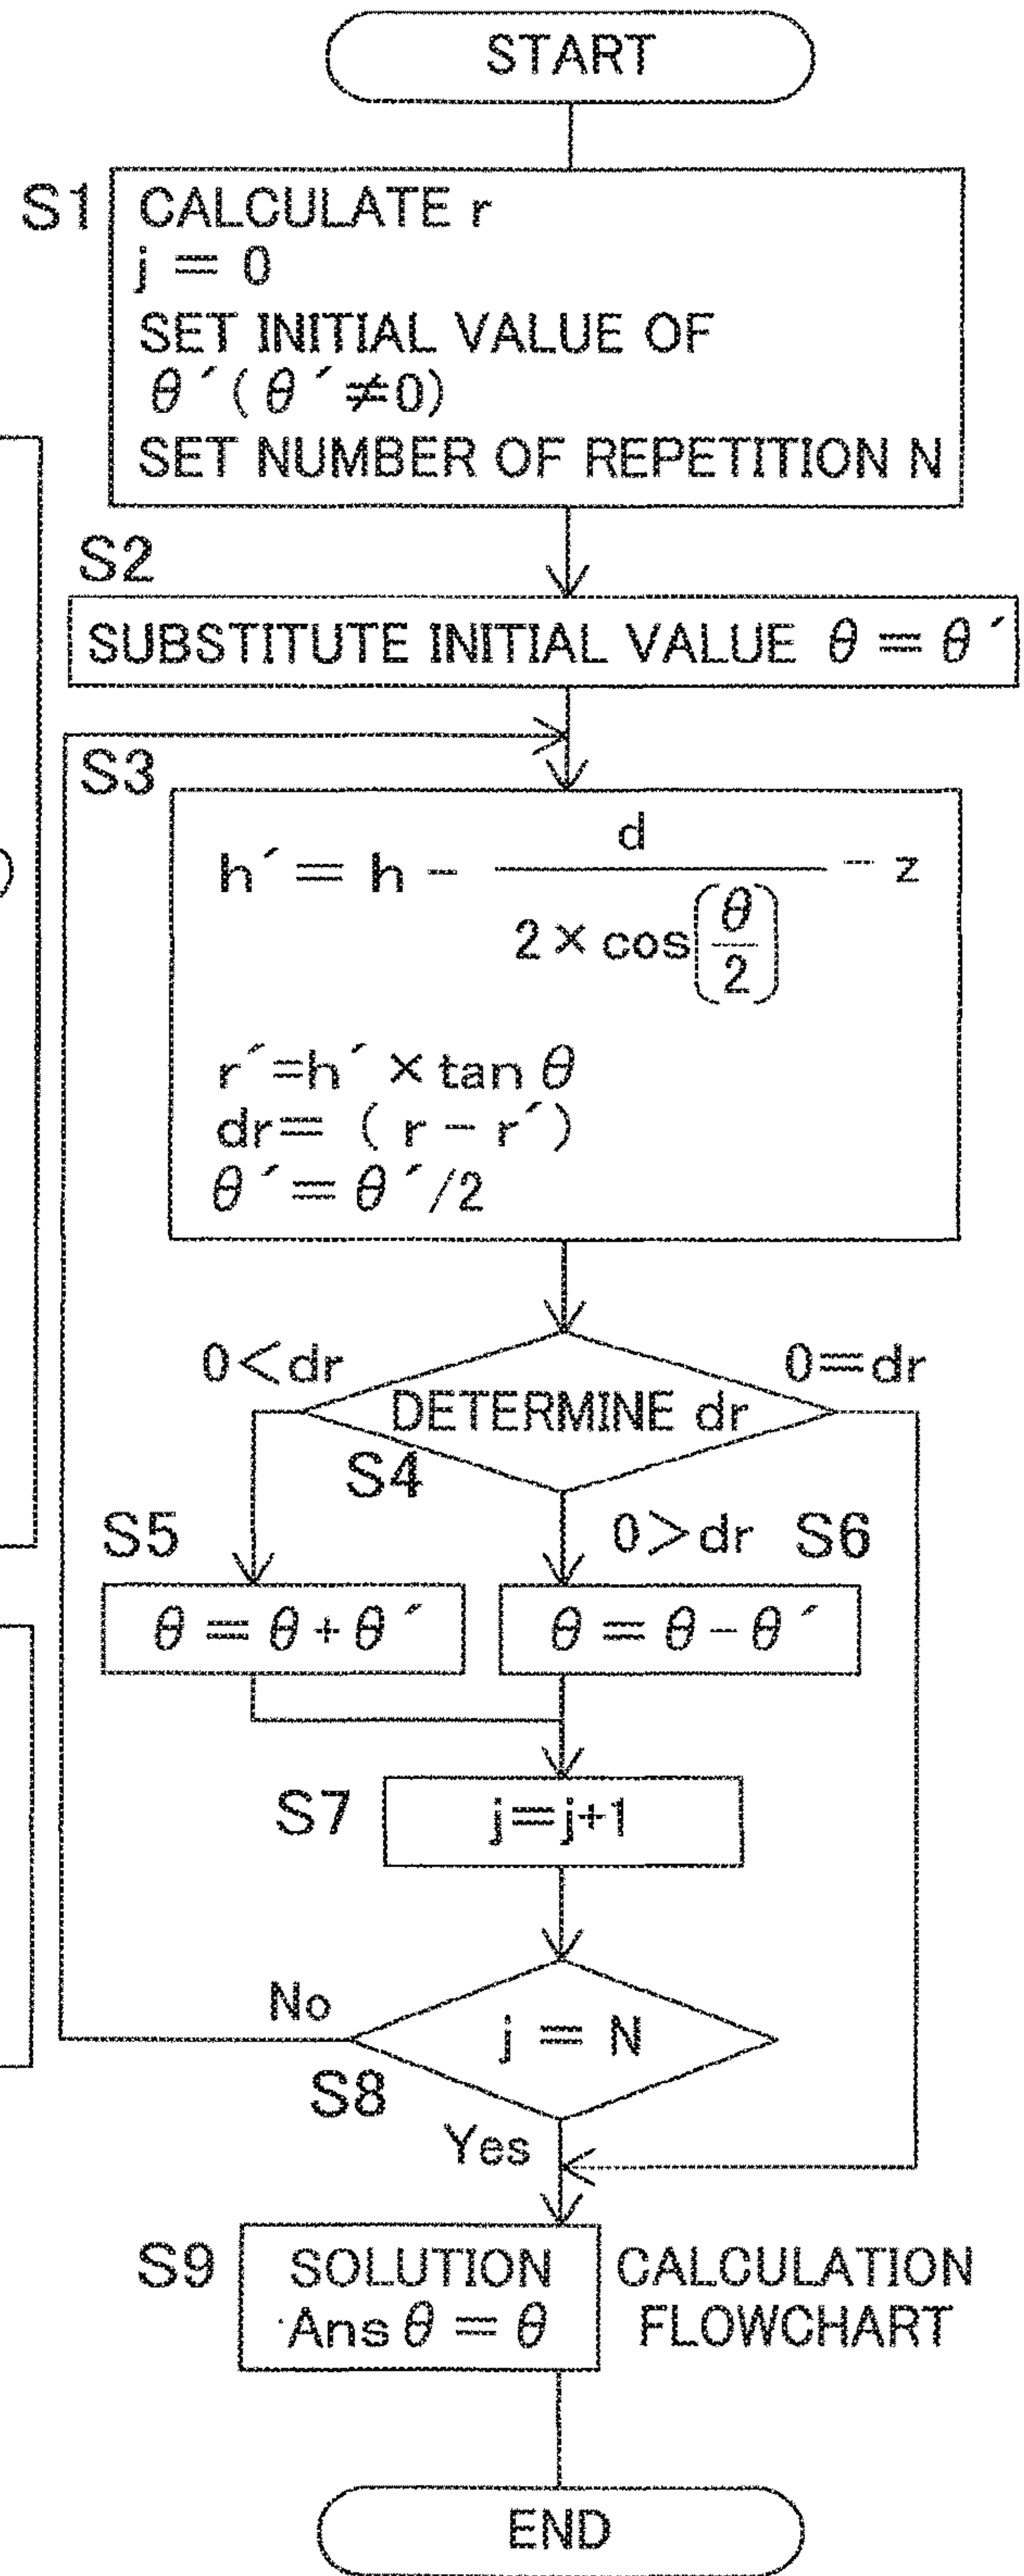 START
S1
CALCULATE r
j = 0
SET INITIAL VALUE OF
θ´(θ´≠0)
SET NUMBER OF REPETITION N
S2
SUBSTITUTE INITIAL VALUE θ = θ´
S3
)
h´ = h - d / (2 × cos(θ/2)) - z
r´=h´ × tan θ
dr= ( r - r´)
θ´= θ´/2
0<dr
0=dr
DETERMINE dr
S4
S5
0>dr S6
θ = θ + θ´
θ = θ - θ´
S7
j=j+1
No
j = N
S8
Yes
S9
SOLUTION
Ans θ = θ
CALCULATION
FLOWCHART
END